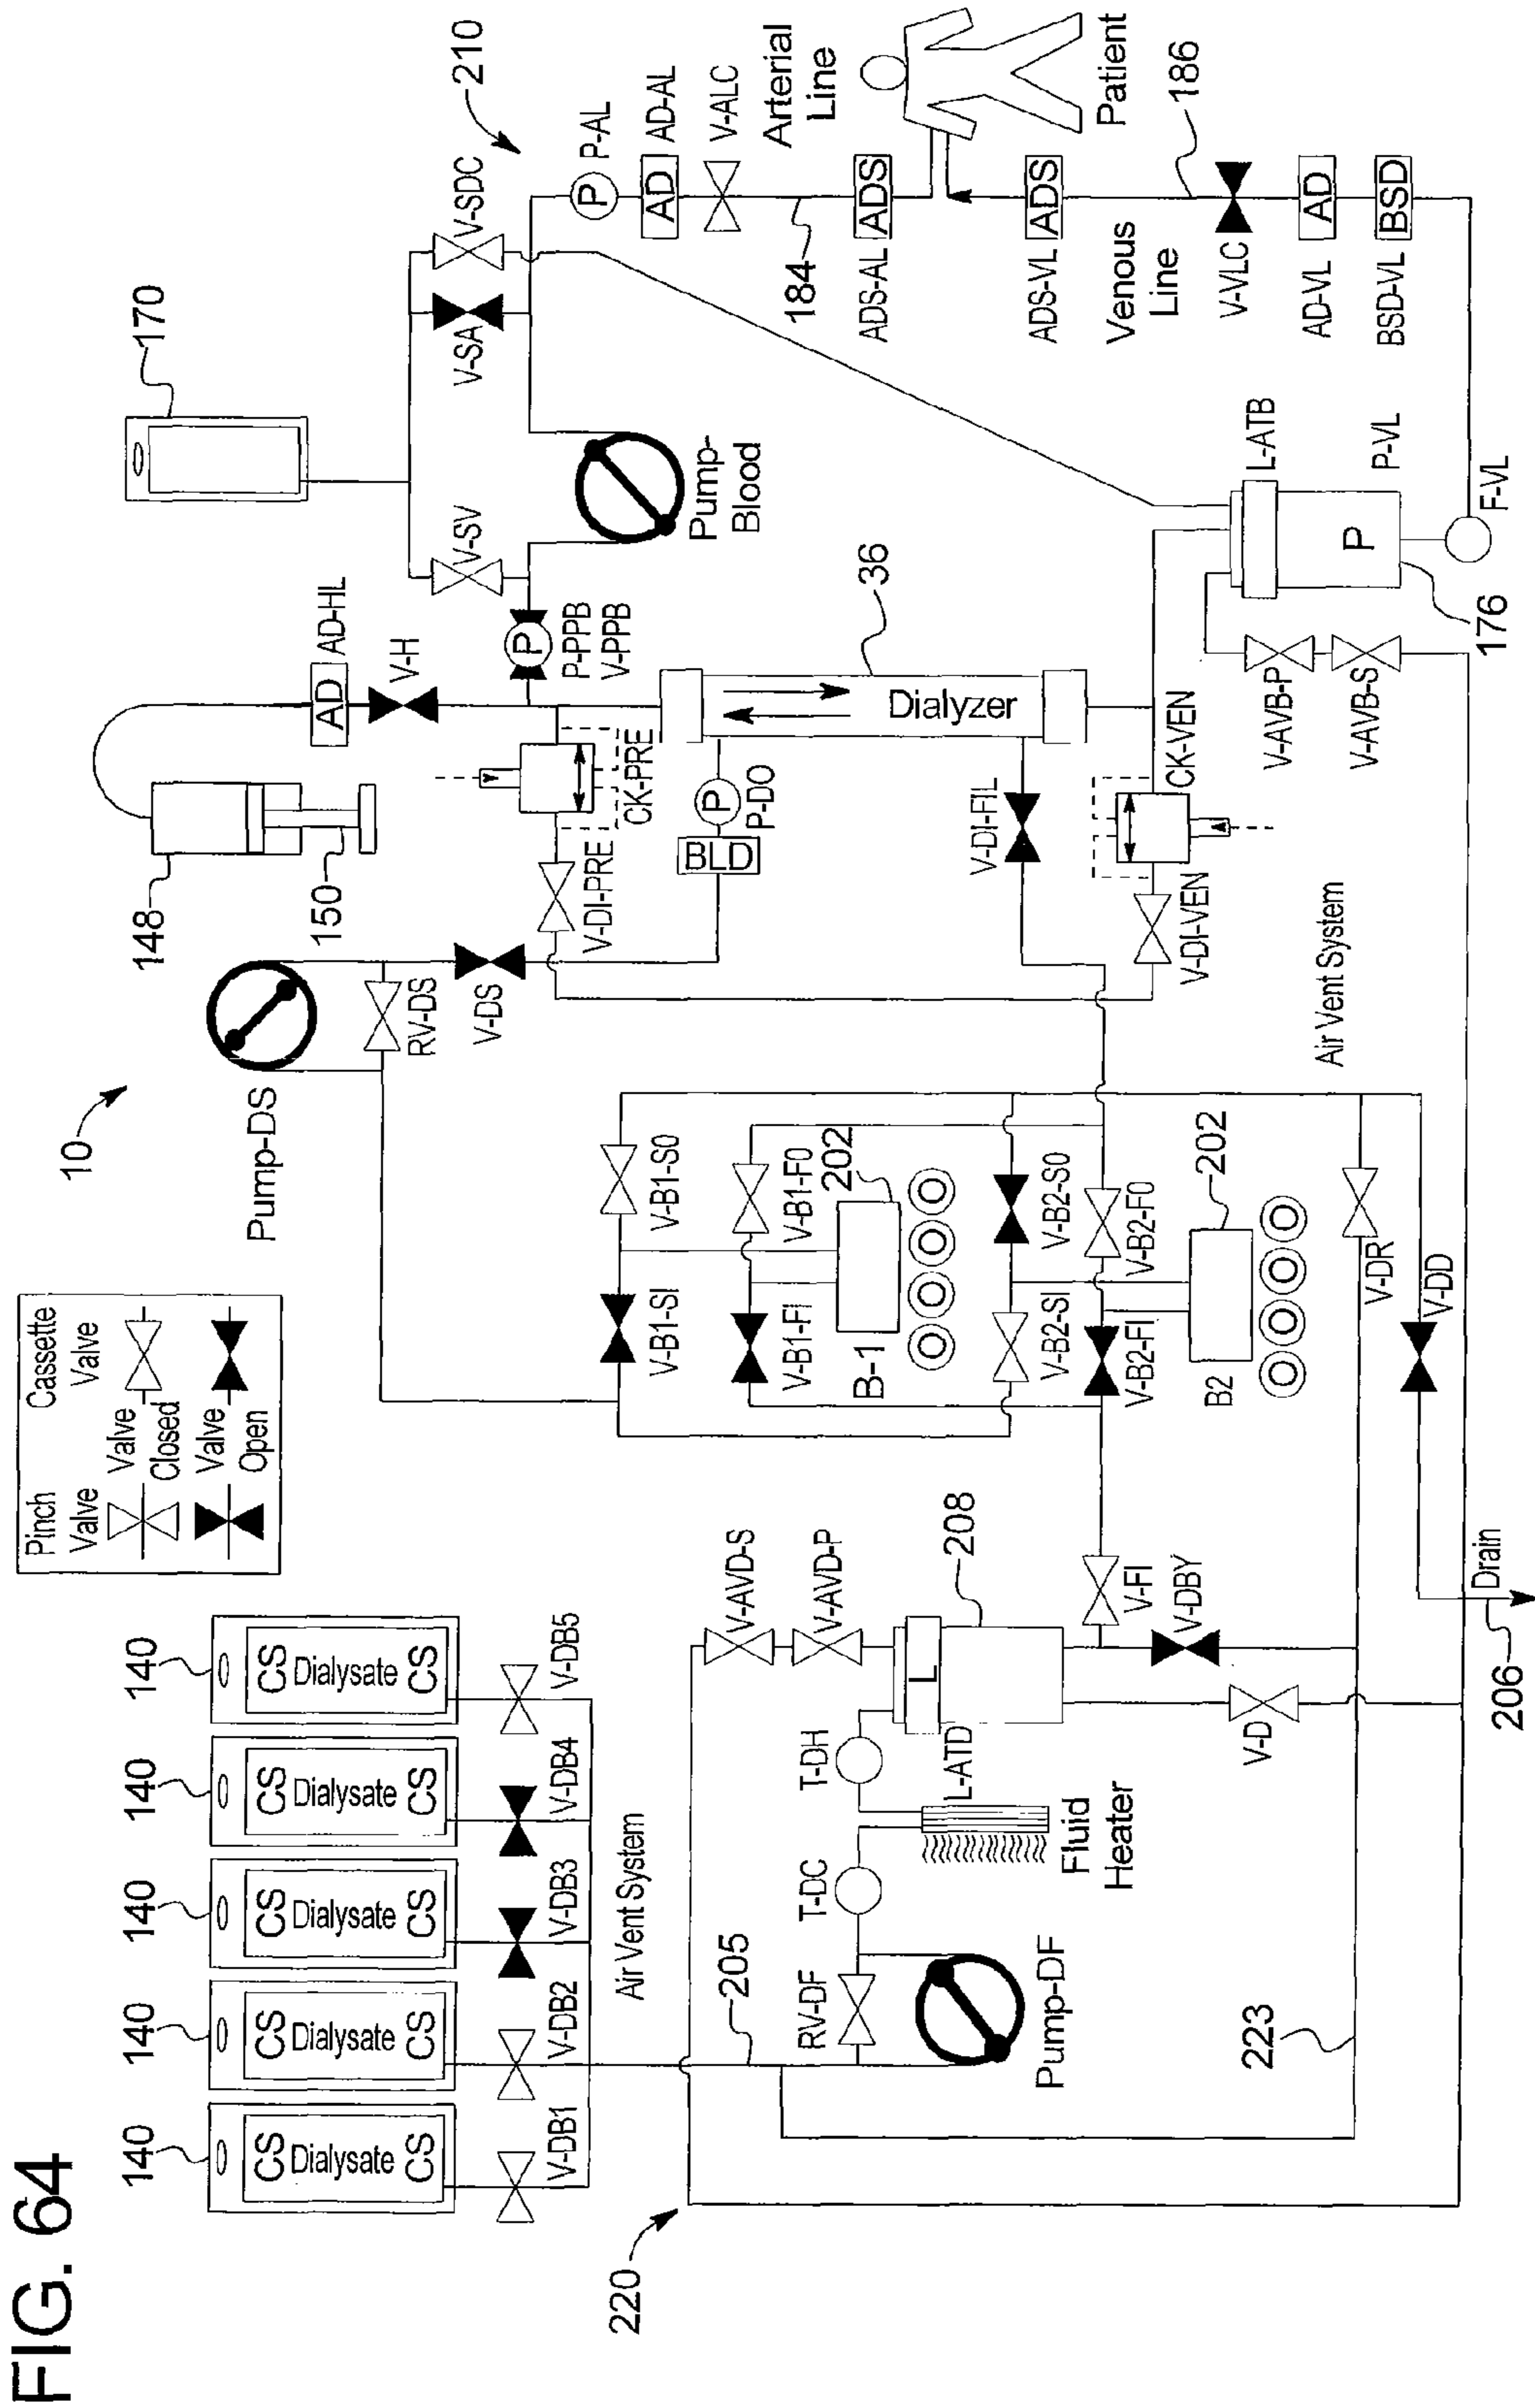 FIG. 64
Pinch Valve
Cassette Valve
Valve Closed
Valve Open
10
140
140
140
140
140
CS Dialysate CS
CS Dialysate CS
CS Dialysate CS
CS Dialysate CS
CS Dialysate CS
V-DB1
V-DB2
V-DB3
V-DB4
V-DB5
Air Vent System
220
205
V-AVD-S
V-AVD-P
RV-DF
T-DC
T-DH
L
L-ATD
208
Fluid Heater
Pump-DF
V-FI
V-DBY
V-D
223
206
Drain
Pump-DS
RV-DS
V-DS
V-B1-SI
V-B1-S0
V-B1-FI
V-B1-F0
B-1
202
V-B2-SI
V-B2-S0
V-B2-FI
V-B2-F0
B2
202
V-DR
V-DD
Air Vent System
148
150
AD
AD-HL
V-H
V-DI-PRE
CK-PRE
BLD
P
P-DO
V-DI-FIL
V-DI-VEN
CK-VEN
Dialyzer
36
P
P-PPB
V-PPB
170
V-SV
V-SA
V-SDC
Pump-Blood
210
P
P-AL
AD
AD-AL
V-ALC
Arterial Line
184
ADS
ADS-AL
Patient
ADS
ADS-VL
Venous Line
186
V-VLC
AD
AD-VL
BSD
BSD-VL
L-ATB
P
P-VL
F-VL
176
V-AVB-P
V-AVB-S